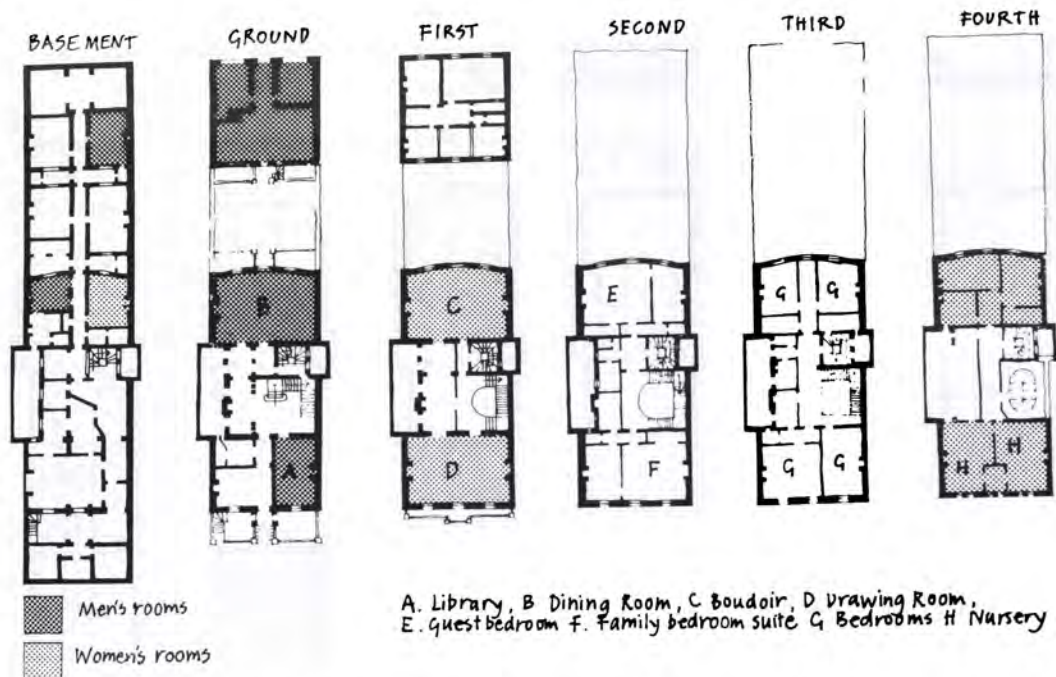 BASEMENT GROUND FIRST SECOND THIRD FOURTH
E G G
B C
A D F G G H H
Men's rooms
Women's rooms
A. Library, B Dining Room, C Boudoir, D Drawing Room,
E. Guest bedroom F. Family bedroom suite G Bedrooms H Nursery